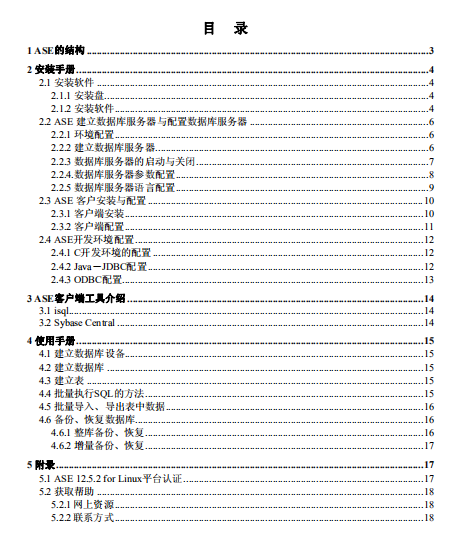 目 录
1 ASE的结构 ........ 3
2 安装手册 ........ 4
2.1 安装软件 ........ 4
2.1.1 安装盘 ........ 4
2.1.2 安装软件 ........ 4
2.2 ASE 建立数据库服务器与配置数据库服务器 ........ 6
2.2.1 环境配置 ........ 6
2.2.2 建立数据库服务器 ........ 6
2.2.3 数据库服务器的启动与关闭 ........ 7
2.2.4.数据库服务器参数配置 ........ 8
2.2.5 数据库服务器语言配置 ........ 9
2.3 ASE 客户安装与配置 ........ 10
2.3.1 客户端安装 ........ 10
2.3.2 客户端配置 ........ 11
2.4 ASE开发环境配置 ........ 12
2.4.1 C开发环境的配置 ........ 12
2.4.2 Java－JDBC配置 ........ 12
2.4.3 ODBC配置 ........ 13
3 ASE客户端工具介绍 ........ 14
3.1 isql ........ 14
3.2 Sybase Central ........ 14
4 使用手册 ........ 15
4.1 建立数据库设备 ........ 15
4.2 建立数据库 ........ 15
4.3 建立表 ........ 15
4.4 批量执行SQL的方法 ........ 15
4.5 批量导入、导出表中数据 ........ 16
4.6 备份、恢复数据库 ........ 16
4.6.1 整库备份、恢复 ........ 16
4.6.2 增量备份、恢复 ........ 17
5 附录 ........ 17
5.1 ASE 12.5.2 for Linux平台认证 ........ 17
5.2 获取帮助 ........ 18
5.2.1 网上资源 ........ 18
5.2.2 联系方式 ........ 18